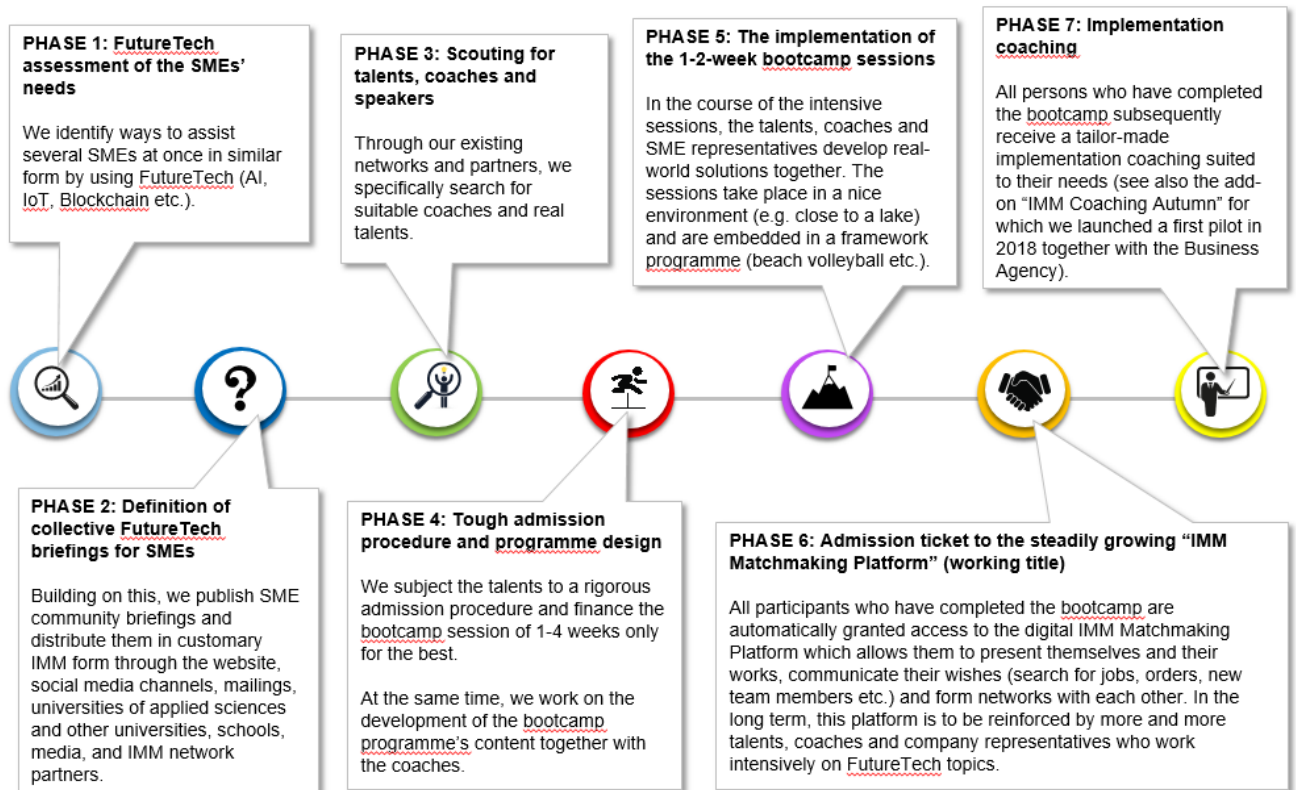 PHASE 1: FutureTech
assessment of the SMEs'
needs
We identify ways to assist
several SMEs at once in similar
form by using FutureTech (AI,
IoT, Blockchain etc.).
PHASE 2: Definition of
collective FutureTech
briefings for SMEs
Building on this, we publish SME
community briefings and
distribute them in customary
IMM form through the website,
social media channels, mailings,
universities of applied sciences
and other universities, schools,
media, and IMM network
partners.
PHASE 3: Scouting for
talents, coaches and
speakers
Through our existing
networks and partners, we
specifically search for
suitable coaches and real
talents.
PHASE 4: Tough admission
procedure and programme design
We subject the talents to a rigorous
admission procedure and finance the
bootcamp session of 1-4 weeks only
for the best.
At the same time, we work on the
development of the bootcamp
programme's content together with
the coaches.
PHASE 5: The implementation of
the 1-2-week bootcamp sessions
In the course of the intensive
sessions, the talents, coaches and
SME representatives develop real-
world solutions together. The
sessions take place in a nice
environment (e.g. close to a lake)
and are embedded in a framework
programme (beach volleyball etc.).
PHASE 6: Admission ticket to the steadily growing “IMM
Matchmaking Platform” (working title)
All participants who have completed the bootcamp are
automatically granted access to the digital IMM Matchmaking
Platform which allows them to present themselves and their
works, communicate their wishes (search for jobs, orders, new
team members etc.) and form networks with each other. In the
long term, this platform is to be reinforced by more and more
talents, coaches and company representatives who work
intensively on FutureTech topics.
PHASE 7: Implementation
coaching
All persons who have completed
the bootcamp subsequently
receive a tailor-made
implementation coaching suited
to their needs (see also the add-
on “IMM Coaching Autumn” for
which we launched a first pilot in
2018 together with the Business
Agency).